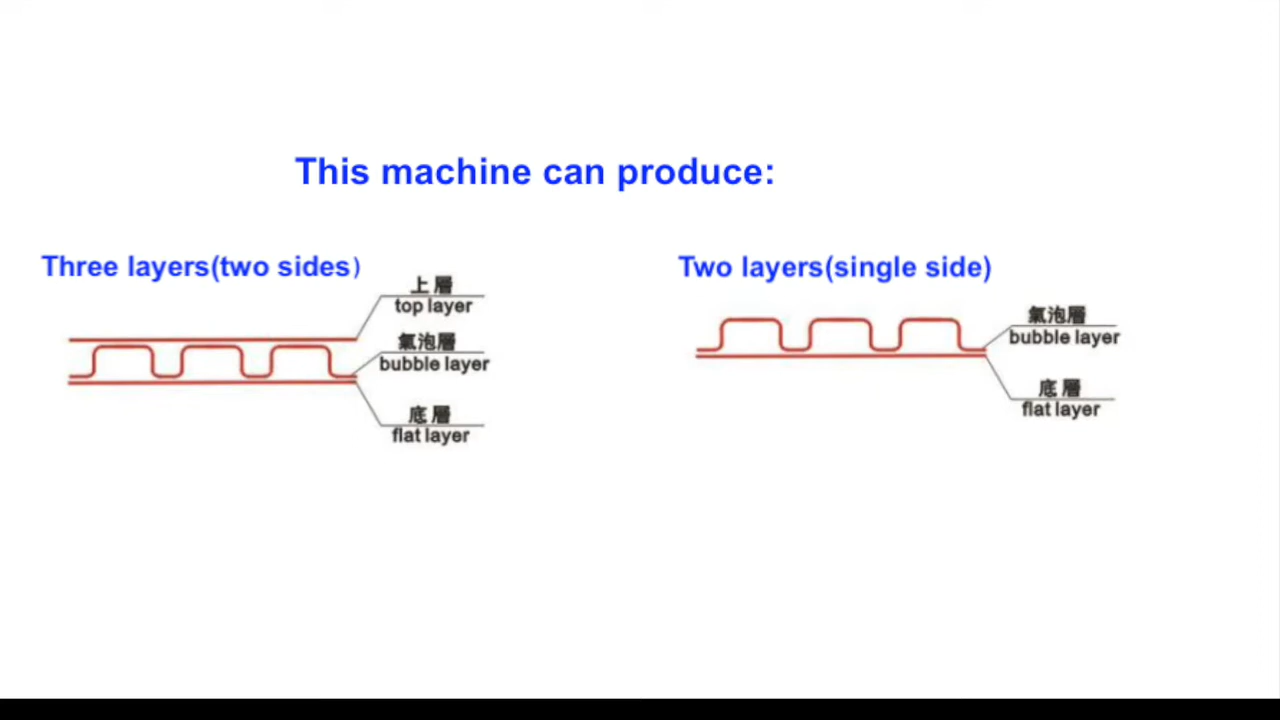 This machine can produce:
Three layers(two sides)
上層
top layer
氣泡層
bubble layer
底層
flat layer
Two layers(single side)
氣泡層
bubble layer
底層
flat layer